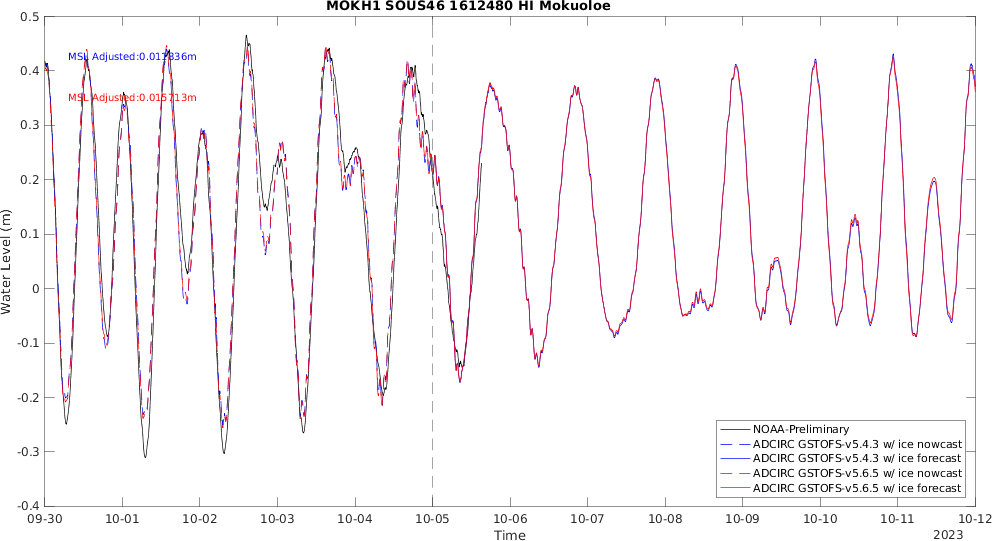 MOKH1 SOUS46 1612480 HI Mokuoloe
0.5
0.4
0.3
0.2
0.1
0
-0.1
-0.2
-0.3
-0.4
Water Level (m)
MSL Adjusted:0.011836m
MSL Adjusted:0.015713m
NOAA-Preliminary
ADCIRC GSTOFS-v5.4.3 w/ ice nowcast
ADCIRC GSTOFS-v5.4.3 w/ ice forecast
ADCIRC GSTOFS-v5.6.5 w/ ice nowcast
ADCIRC GSTOFS-v5.6.5 w/ ice forecast
09-30 10-01 10-02 10-03 10-04 10-05 10-06 10-07 10-08 10-09 10-10 10-11 10-12
Time
2023